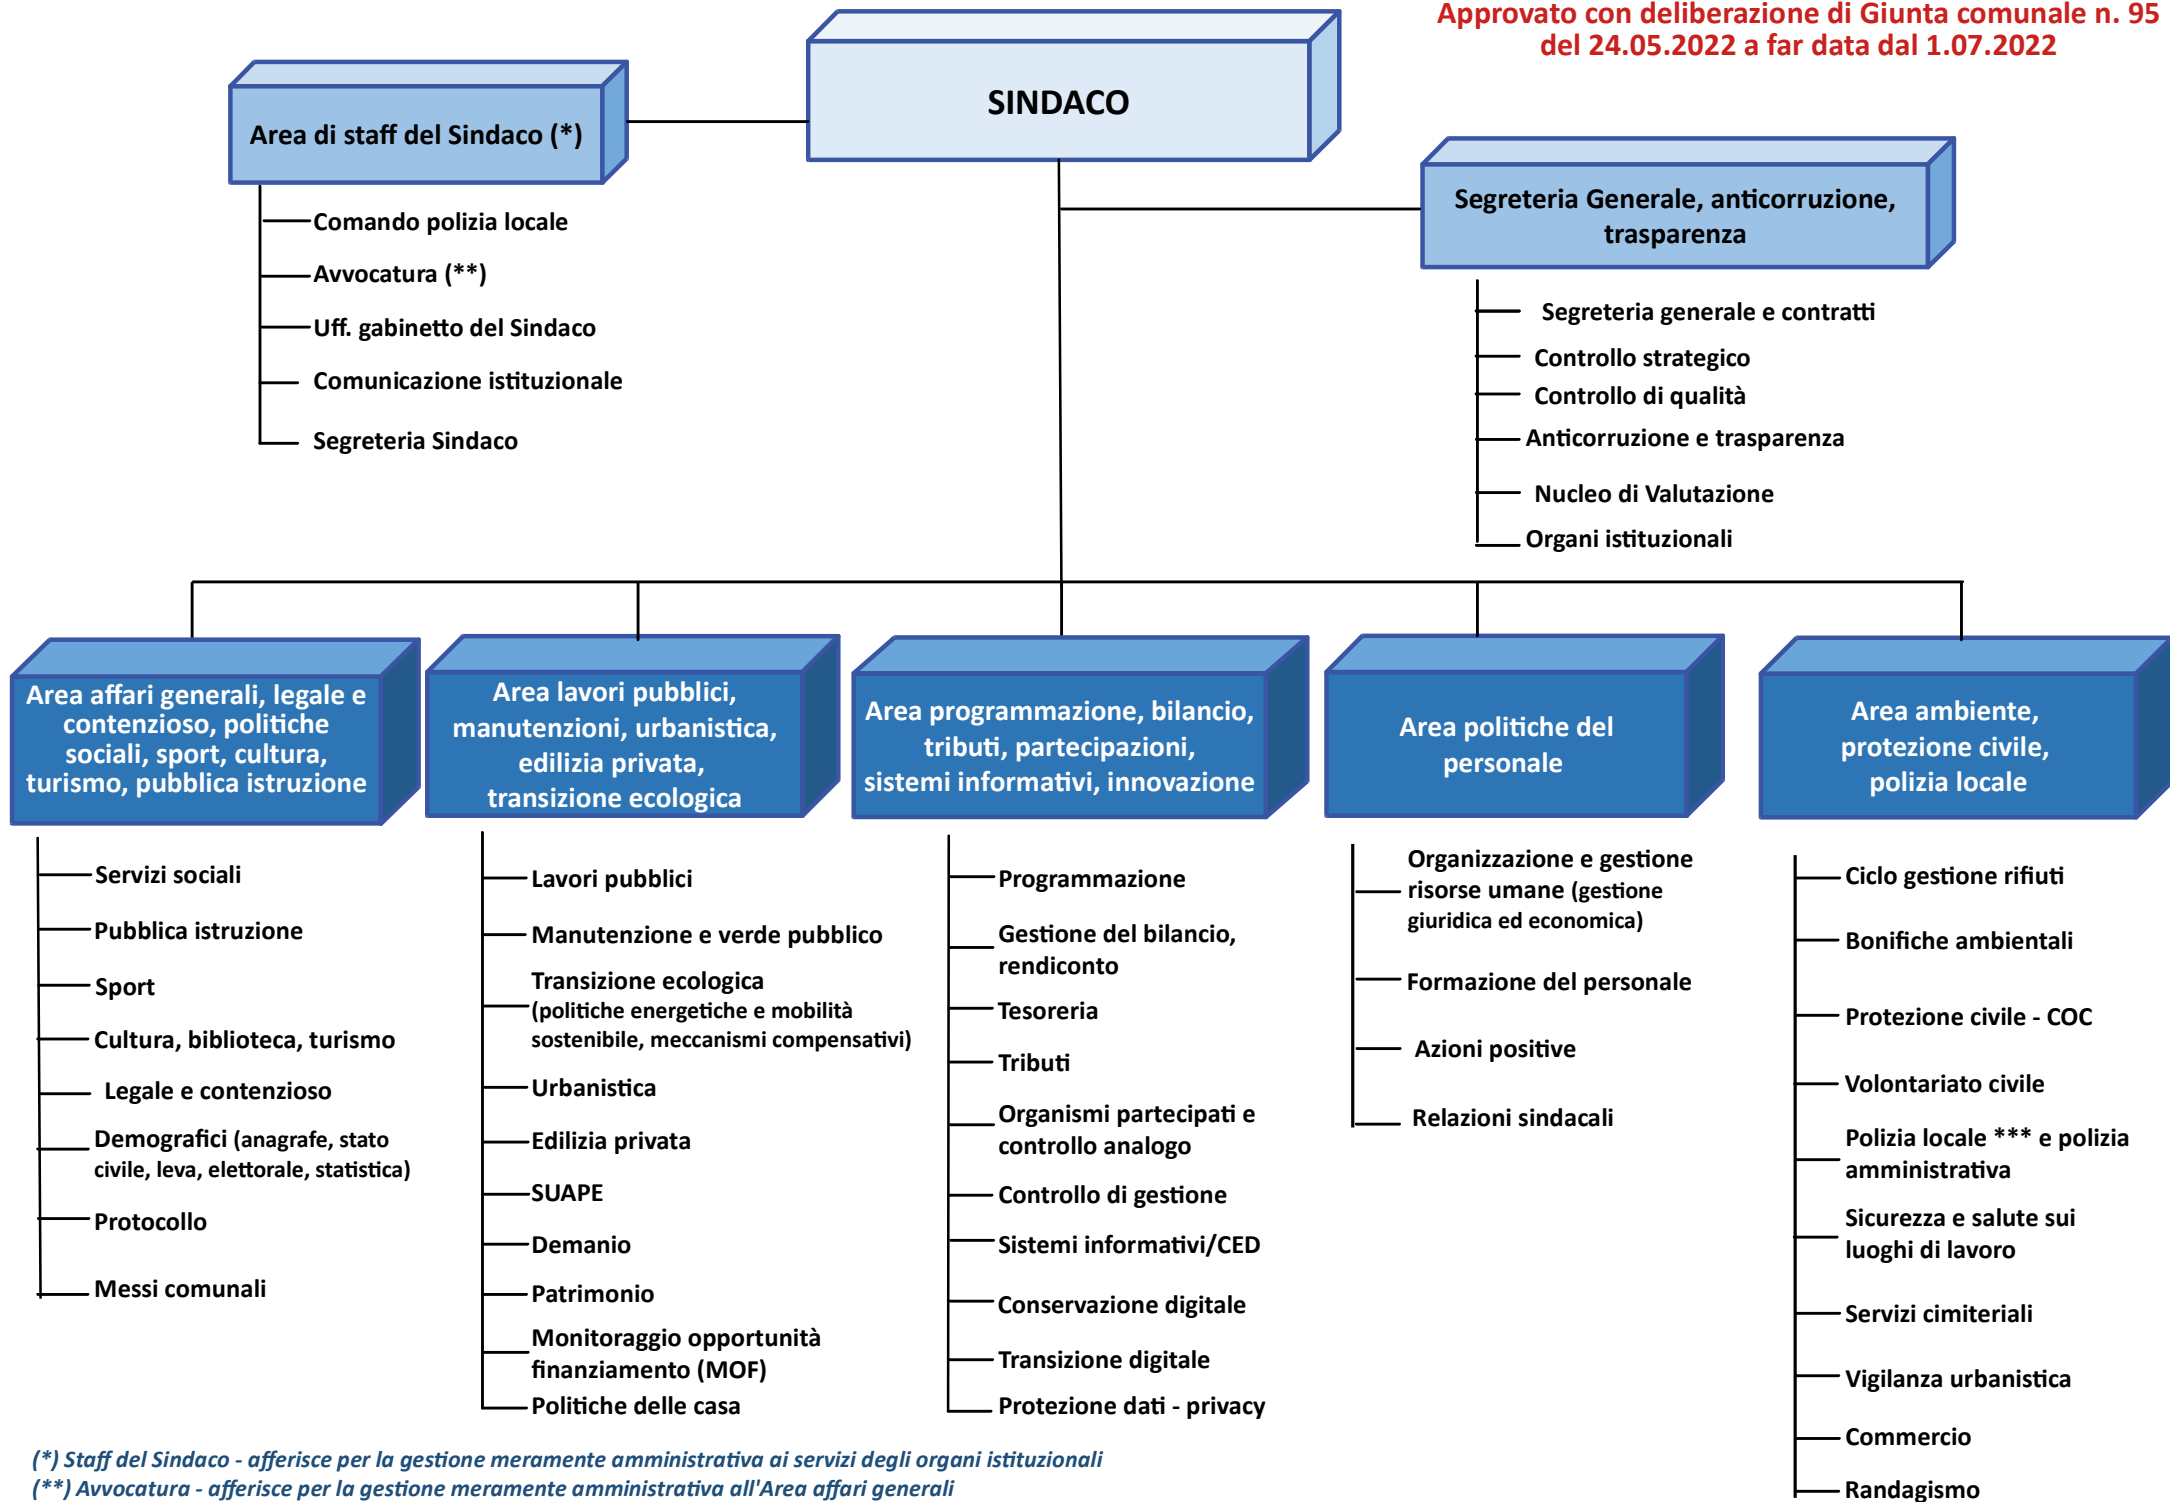 Approvato con deliberazione di Giunta comunale n. 95
del 24.05.2022 a far data dal 1.07.2022
SINDACO
Area di staff del Sindaco (*)
Comando polizia locale
Avvocatura (**)
Uff. gabinetto del Sindaco
Comunicazione istituzionale
Segreteria Sindaco
Segreteria Generale, anticorruzione,
trasparenza
Segreteria generale e contratti
Controllo strategico
Controllo di qualità
Anticorruzione e trasparenza
Nucleo di Valutazione
Organi istituzionali
Area affari generali, legale e
contenzioso, politiche
sociali, sport, cultura,
turismo, pubblica istruzione
Servizi sociali
Pubblica istruzione
Sport
Cultura, biblioteca, turismo
Legale e contenzioso
Demografici (anagrafe, stato
civile, leva, elettorale, statistica)
Protocollo
Messi comunali
Area lavori pubblici,
manutenzioni, urbanistica,
edilizia privata,
transizione ecologica
Lavori pubblici
Manutenzione e verde pubblico
Transizione ecologica
(politiche energetiche e mobilità
sostenibile, meccanismi compensativi)
Urbanistica
Edilizia privata
SUAPE
Demanio
Patrimonio
Monitoraggio opportunità
finanziamento (MOF)
Politiche delle casa
Area programmazione, bilancio,
tributi, partecipazioni,
sistemi informativi, innovazione
Programmazione
Gestione del bilancio,
rendiconto
Tesoreria
Tributi
Organismi partecipati e
controllo analogo
Controllo di gestione
Sistemi informativi/CED
Conservazione digitale
Transizione digitale
Protezione dati - privacy
Area politiche del
personale
Organizzazione e gestione
risorse umane (gestione
giuridica ed economica)
Formazione del personale
Azioni positive
Relazioni sindacali
Area ambiente,
protezione civile,
polizia locale
Ciclo gestione rifiuti
Bonifiche ambientali
Protezione civile - COC
Volontariato civile
Polizia locale *** e polizia
amministrativa
Sicurezza e salute sui
luoghi di lavoro
Servizi cimiteriali
Vigilanza urbanistica
Commercio
Randagismo
(*) Staff del Sindaco - afferisce per la gestione meramente amministrativa ai servizi degli organi istituzionali
(**) Avvocatura - afferisce per la gestione meramente amministrativa all'Area affari generali